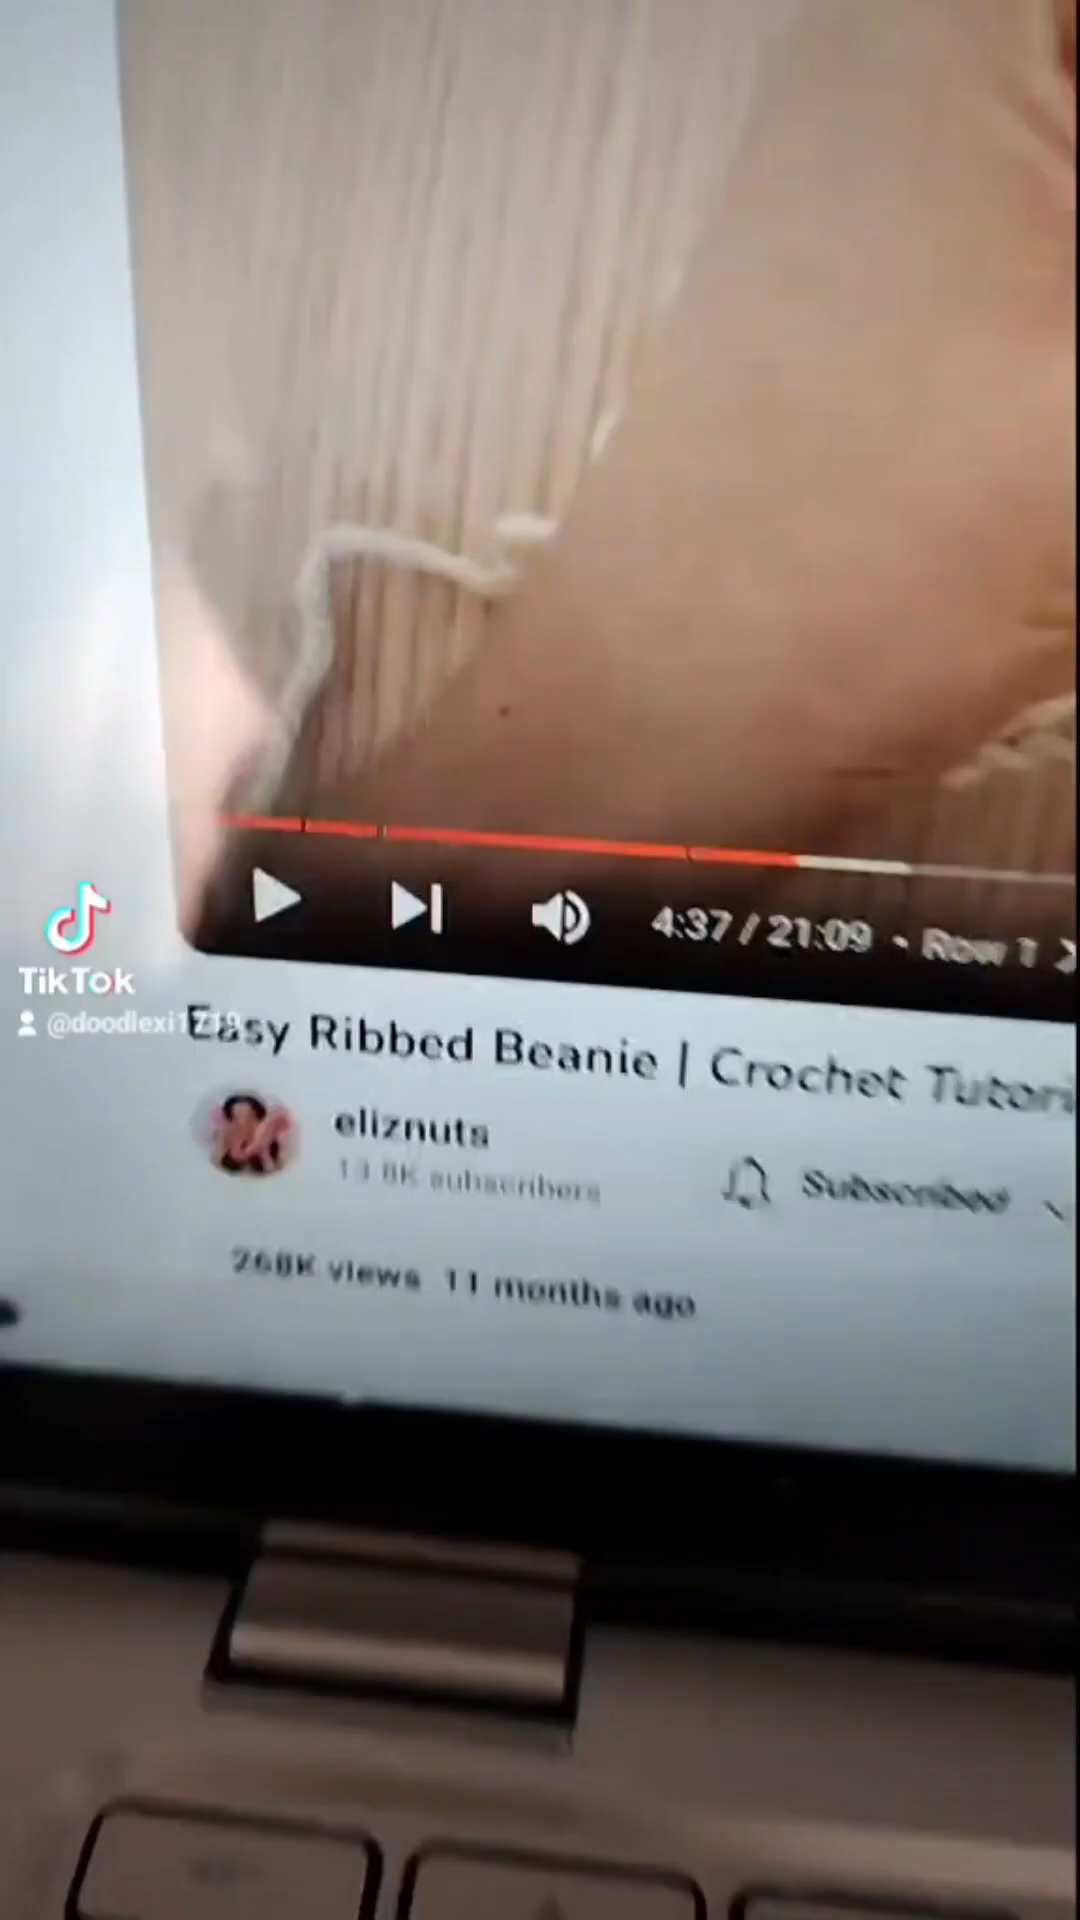 4:37 / 21:09 • Row 1
TikTok
@doodlexi1719
Easy Ribbed Beanie | Crochet Tutori
eliznuts
13.8K subscribers
Subscribed
268K views 11 months ago